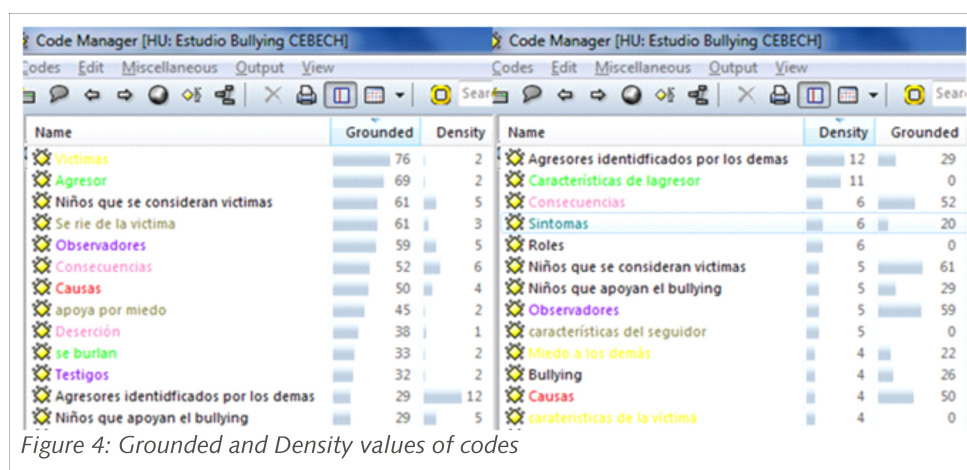 Code Manager [HU: Estudio Bullying CEBECH]
Codes Edit Miscellaneous Output View
Sear
Name Grounded Density
Victimas 76 2
Agresor 69 2
Niños que se consideran victimas 61 5
Se rie de la victima 61 3
Observadores 59 5
Consecuencias 52 6
Causas 50 4
apoya por miedo 45 2
Deserción 38 1
se burlan 33 2
Testigos 32 2
Agresores identidficados por los demas 29 12
Niños que apoyan el bullying 29 5
Code Manager [HU: Estudio Bullying CEBECH]
Codes Edit Miscellaneous Output View
Sear
Name Density Grounded
Agresores identidficados por los demas 12 29
Características de lagresor 11 0
Consecuencias 6 52
Sintomas 6 20
Roles 6 0
Niños que se consideran victimas 5 61
Niños que apoyan el bullying 5 29
Observadores 5 59
características del seguidor 5 0
Miedo a los demás 4 22
Bullying 4 26
Causas 4 50
carateristicas de la víctima 4 0
Figure 4: Grounded and Density values of codes